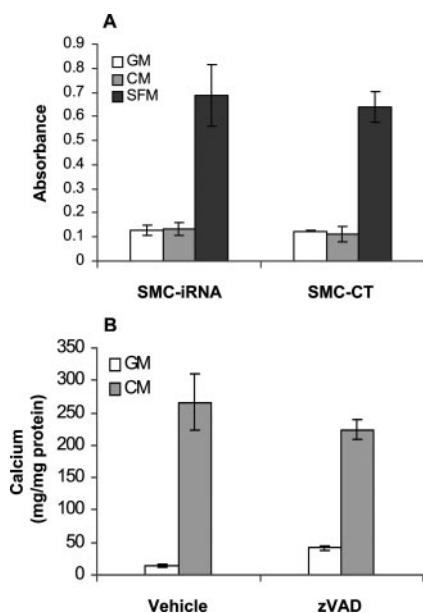 A
0.9
0.8
0.7
0.6
0.5
0.4
0.3
0.2
0.1
0
Absorbance
GM
CM
SFM
SMC-iRNA SMC-CT
B
350
300
250
200
150
100
50
0
Calcium
(mg/mg protein)
GM
CM
Vehicle zVAD